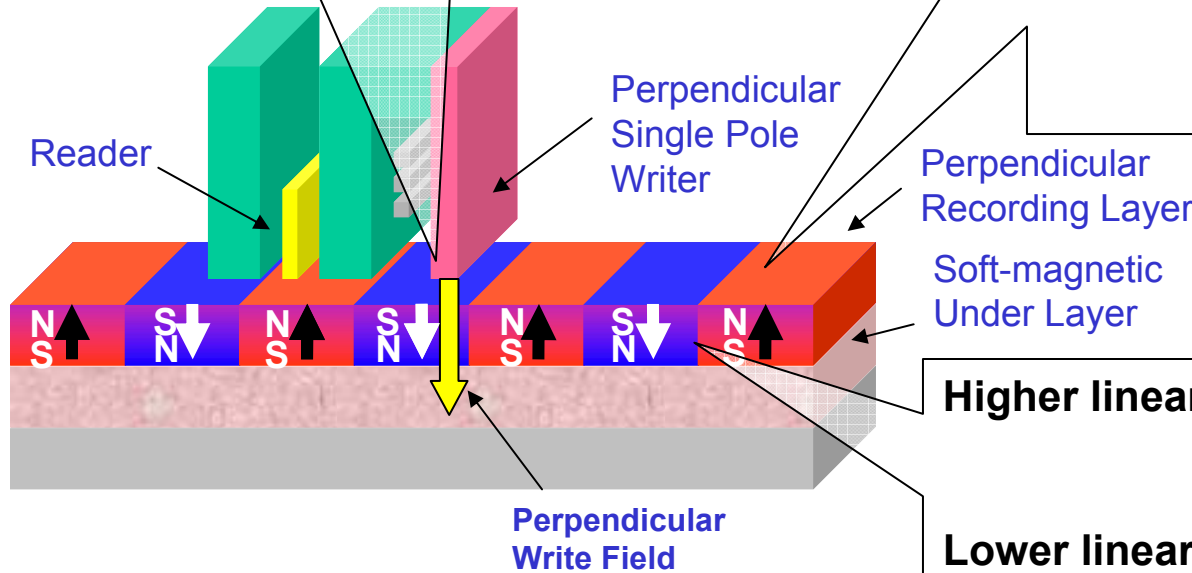 Reader
Perpendicular
Single Pole
Writer
Perpendicular
Recording Layer
Soft-magnetic
Under Layer
N S N S N S N
S N S N S N S
Higher linear
Perpendicular
Write Field
Lower linear